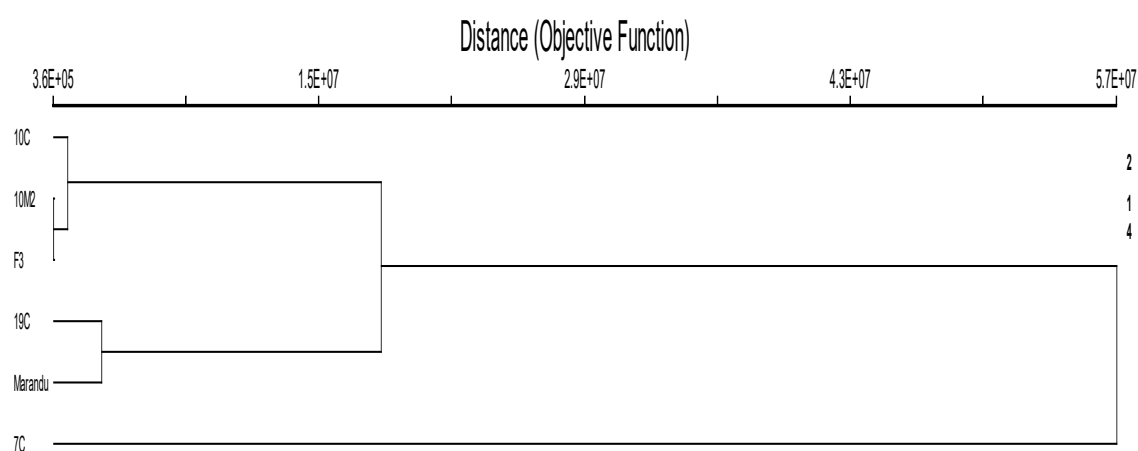 Distance (Objective Function)
3.6E+05 1.5E+07 2.9E+07 4.3E+07 5.7E+07
10C
2
10M2
1
4
F3
19C
Marandu
7C